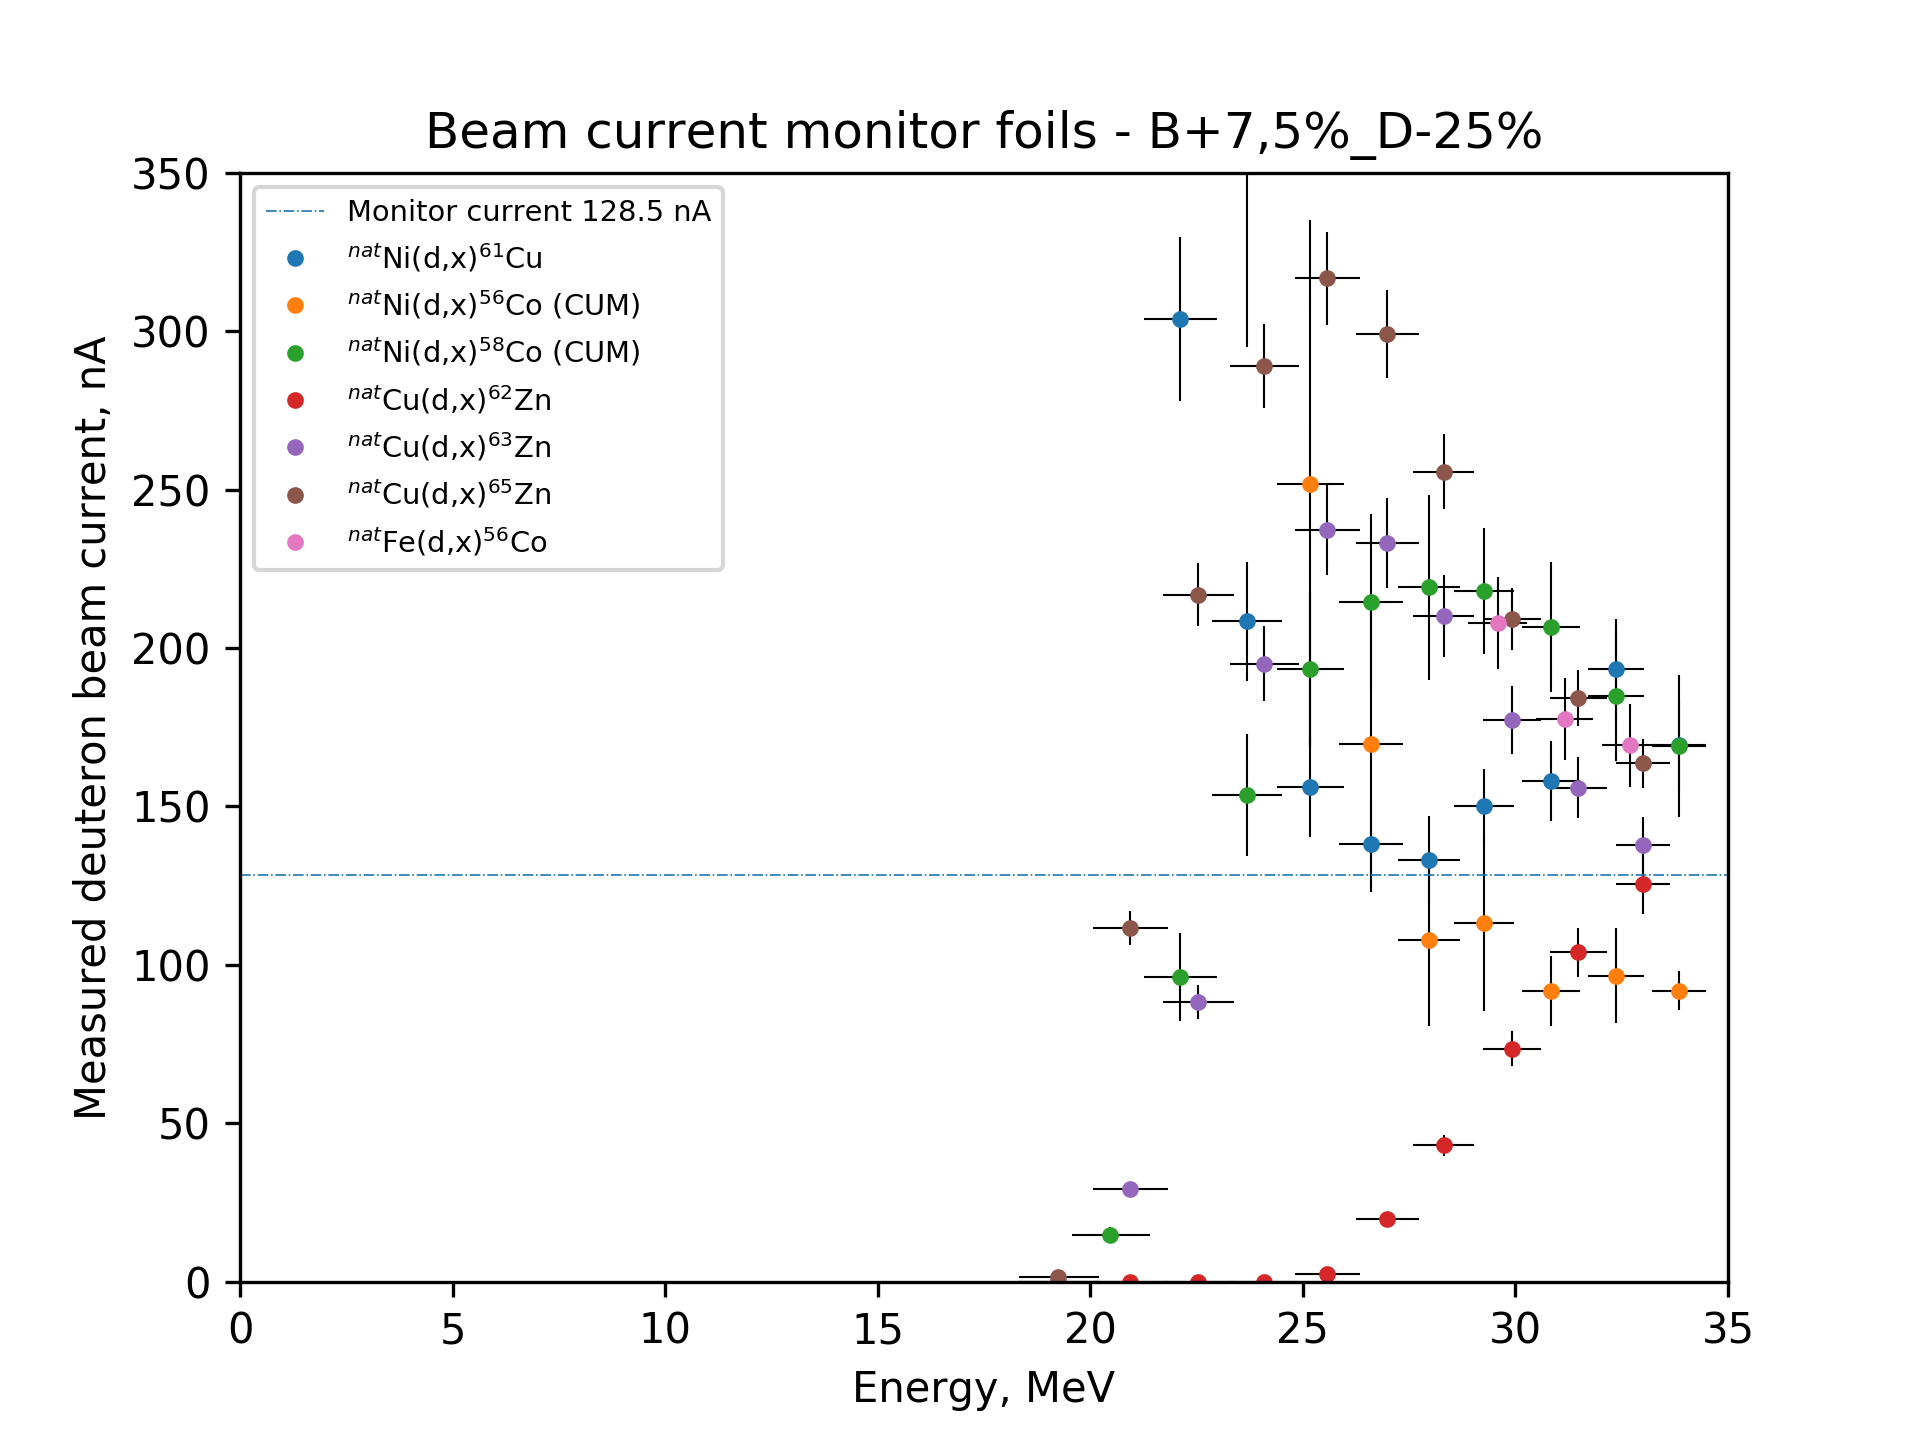 Beam current monitor foils - B+7,5%_D-25%
350
300
250
200
150
100
50
0
Measured deuteron beam current, nA
Monitor current 128.5 nA
natNi(d,x)61Cu
natNi(d,x)56Co (CUM)
natNi(d,x)58Co (CUM)
natCu(d,x)62Zn
natCu(d,x)63Zn
natCu(d,x)65Zn
natFe(d,x)56Co
0 5 10 15 20 25 30 35
Energy, MeV